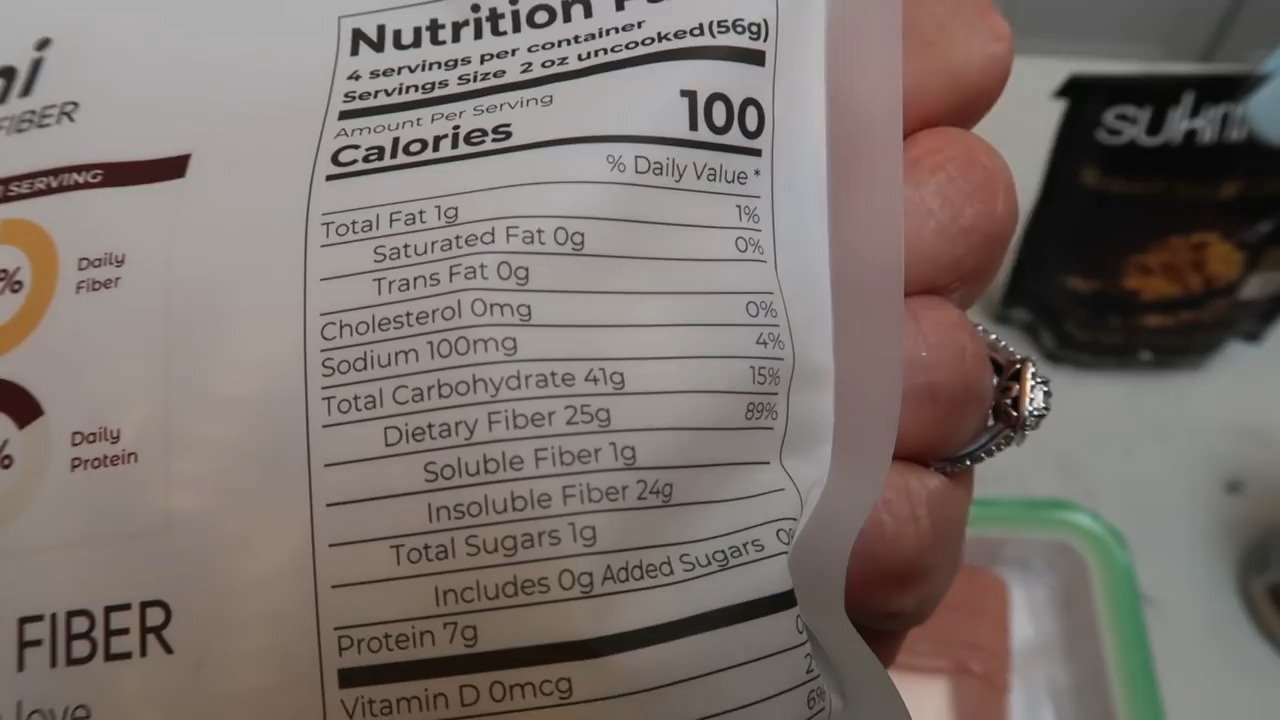 Nutrition
4 servings per container
Servings Size 2 oz uncooked (56g)
Amount Per Serving
Calories 100
% Daily Value *
Total Fat 1g 1%
Saturated Fat 0g 0%
Trans Fat 0g
Cholesterol 0mg 0%
Sodium 100mg 4%
Total Carbohydrate 41g 15%
Dietary Fiber 25g 89%
Soluble Fiber 1g
Insoluble Fiber 24g
Total Sugars 1g
Includes 0g Added Sugars
Protein 7g
Vitamin D 0mcg
6%
FIBER
SERVING
Daily
Fiber
Daily
Protein
FIBER
love